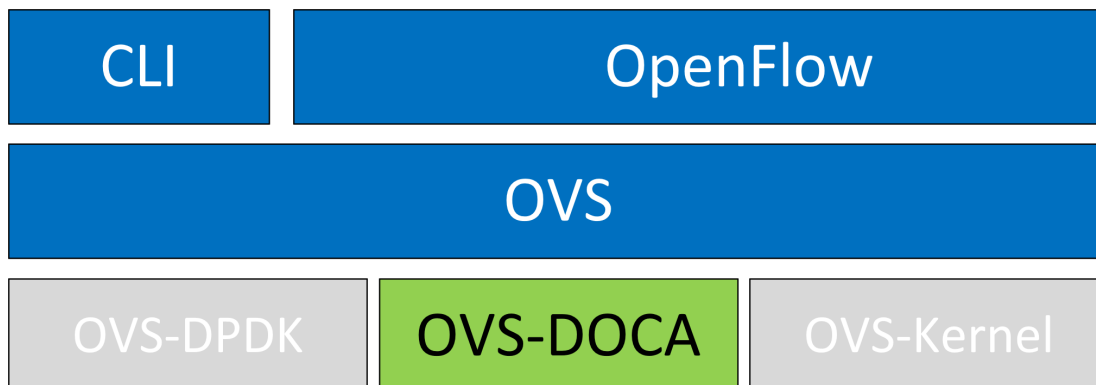 CLI
OpenFlow
OVS
OVS-DPDK
OVS-DOCA
OVS-Kernel